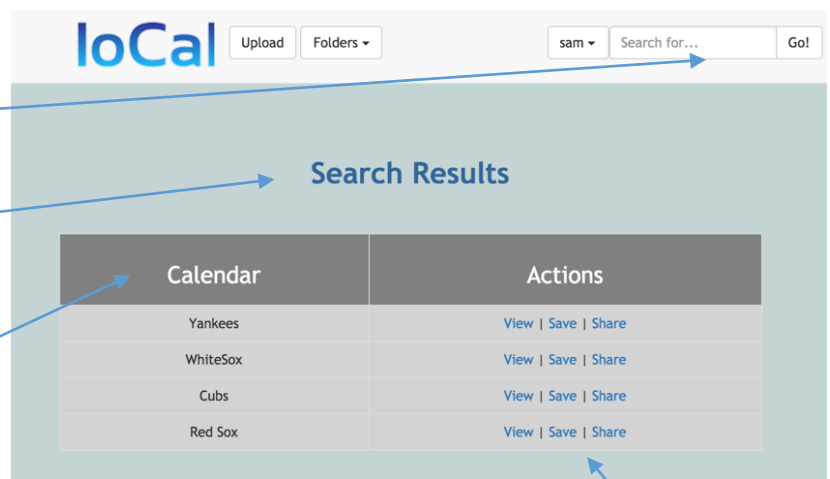 loCal Upload Folders sam Search for... Go!
Search Results
Calendar Actions
Yankees View | Save | Share
WhiteSox View | Save | Share
Cubs View | Save | Share
Red Sox View | Save | Share